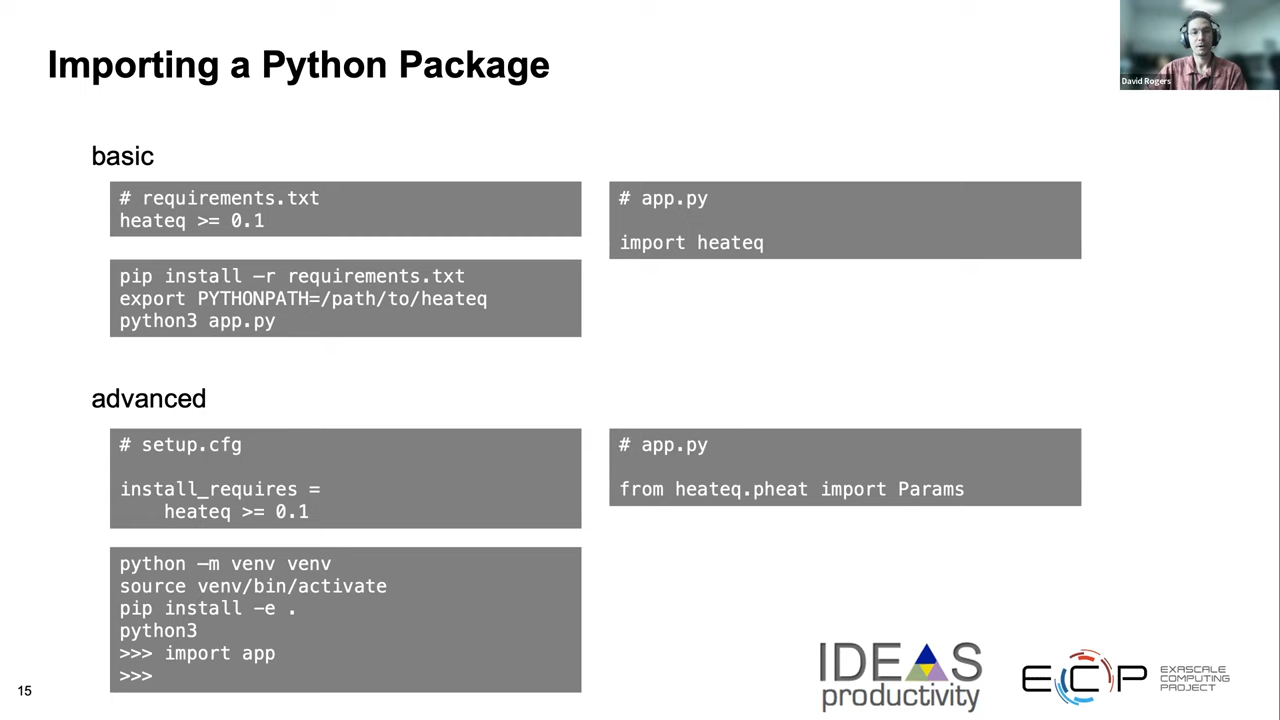 Importing a Python Package
David Rogers
basic
# requirements.txt
heateq >= 0.1
# app.py
import heateq
pip install –r requirements.txt
export PYTHONPATH=/path/to/heateq
python3 app.py
advanced
# setup.cfg
install_requires =
heateq >= 0.1
# app.py
from heateq.pheat import Params
python –m venv venv
source venv/bin/activate
pip install -e .
python3
>>> import app
>>>
IDEAS
productivity
ECP
EXASCALE
COMPUTING
PROJECT
15